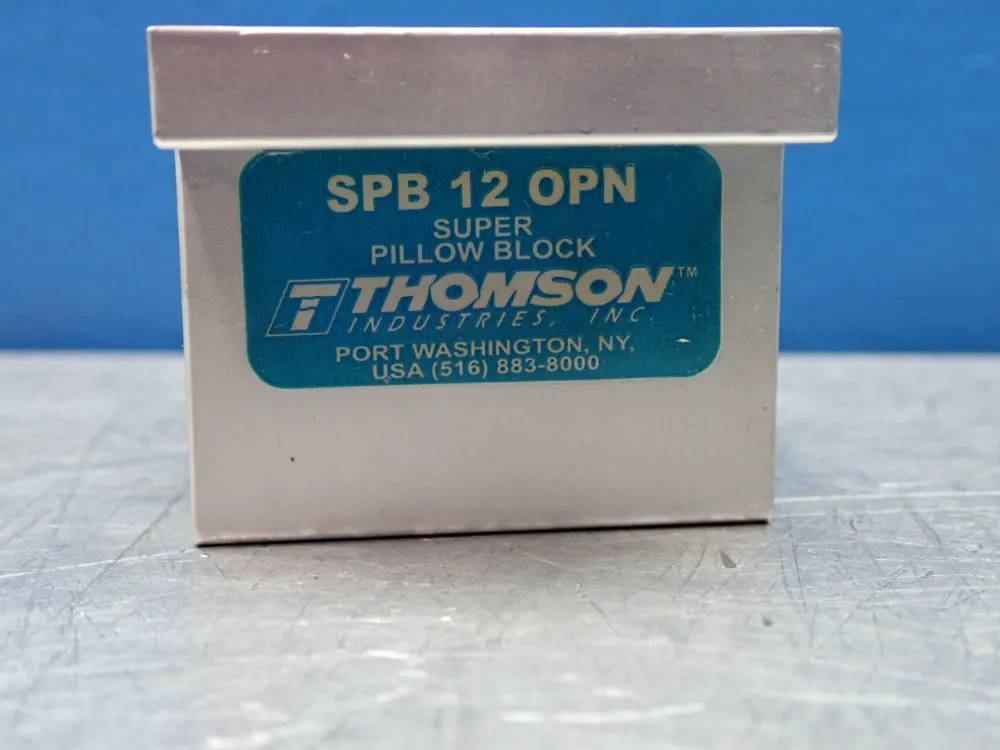 SPB 12 OPN
SUPER
PILLOW BLOCK
THOMSON™
INDUSTRIES, INC.
PORT WASHINGTON, NY,
USA (516) 883-8000